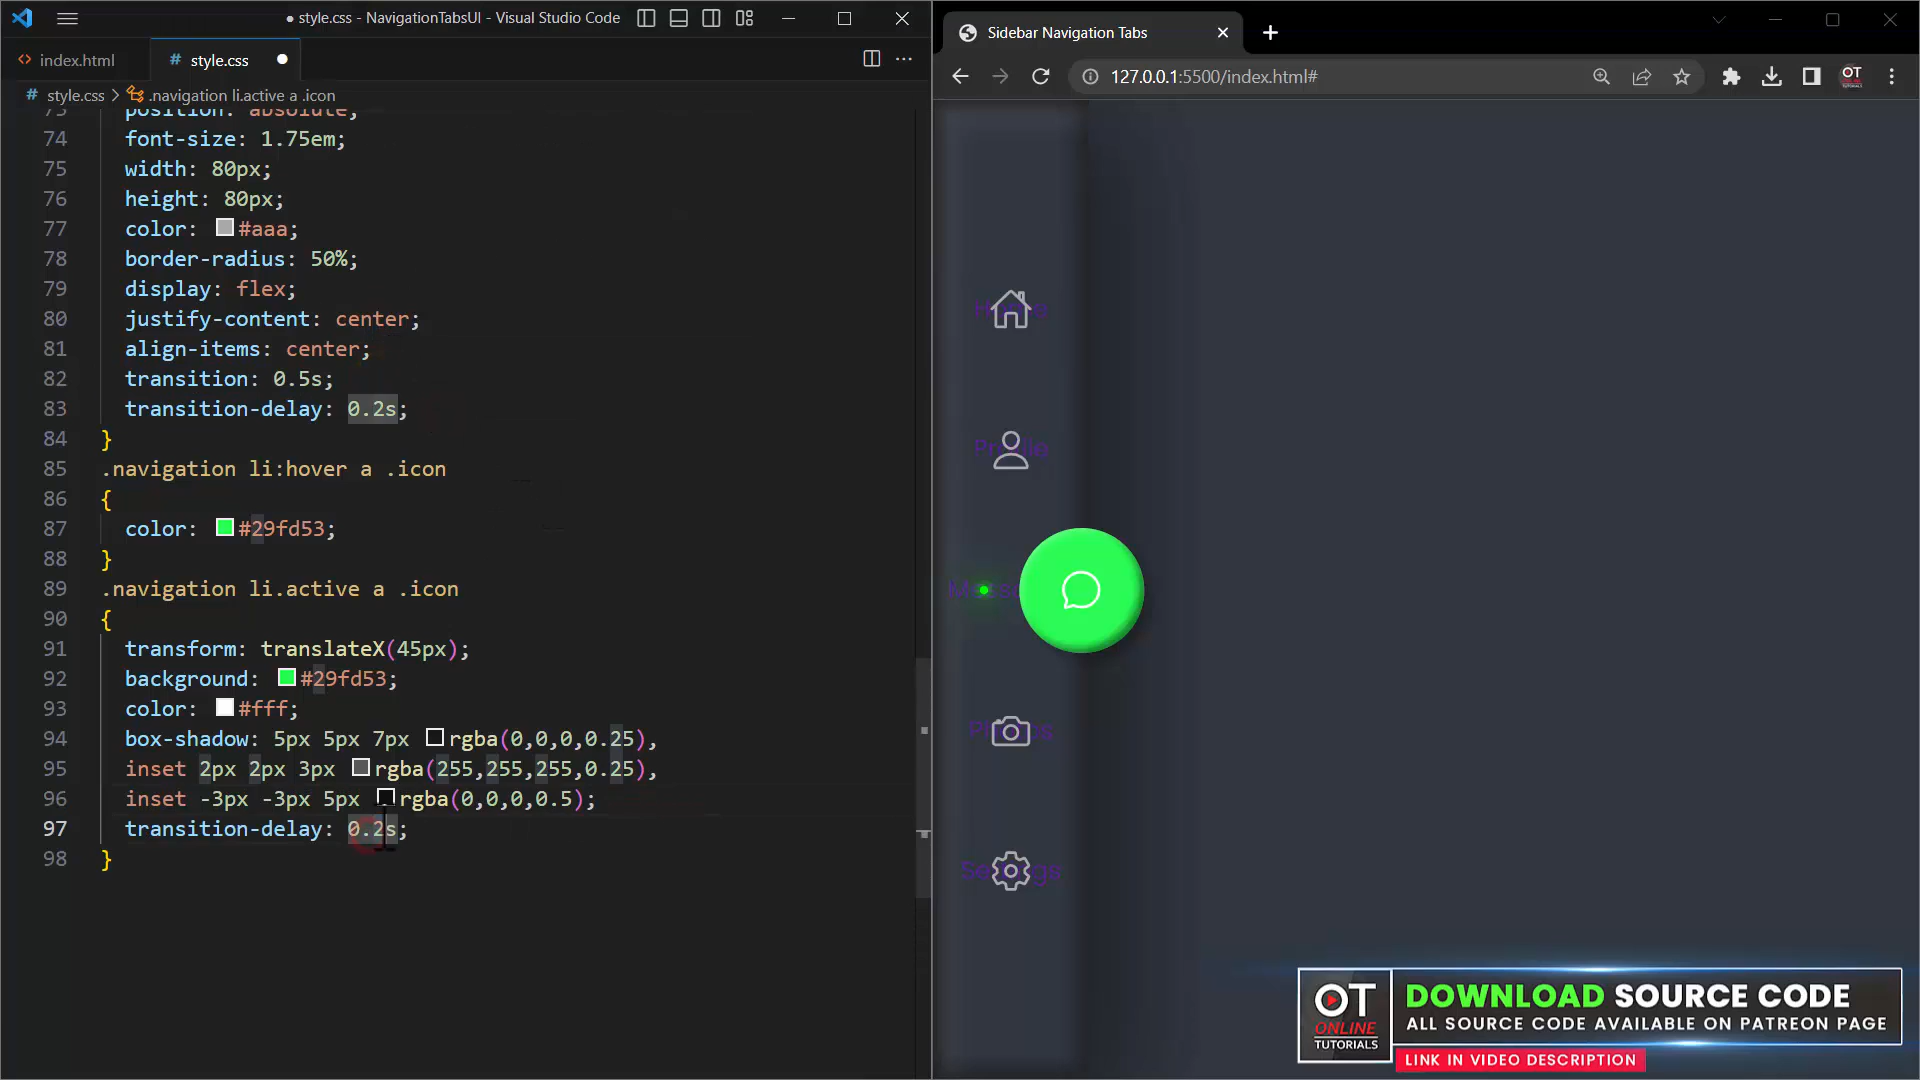 style.css - NavigationTabsUI - Visual Studio Code
index.html
# style.css
# style.css > .navigation li.active a .icon
position: absolute;
74 font-size: 1.75em;
75 width: 80px;
76 height: 80px;
77 color: #aaa;
78 border-radius: 50%;
79 display: flex;
80 justify-content: center;
81 align-items: center;
82 transition: 0.5s;
83 transition-delay: 0.2s;
84 }
85 .navigation li:hover a .icon
86 {
87 color: #29fd53;
88 }
89 .navigation li.active a .icon
90 {
91 transform: translateX(45px);
92 background: #29fd53;
93 color: #fff;
94 box-shadow: 5px 5px 7px rgba(0,0,0,0.25),
95 inset 2px 2px 3px rgba(255,255,255,0.25),
96 inset -3px -3px 5px rgba(0,0,0,0.5);
97 transition-delay: 0.2s;
98 }
Sidebar Navigation Tabs
127.0.0.1:5500/index.html#
Settings
OT
ONLINE
TUTORIALS
DOWNLOAD SOURCE CODE
ALL SOURCE CODE AVAILABLE ON PATREON PAGE
LINK IN VIDEO DESCRIPTION